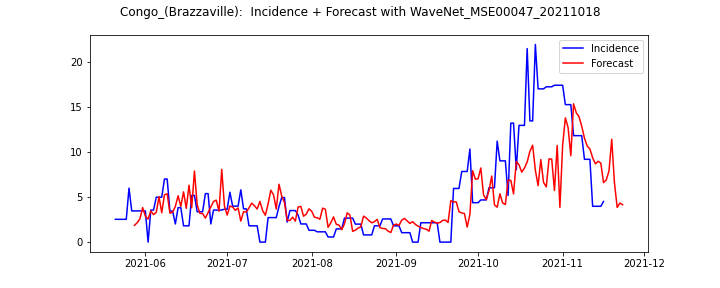 Congo_(Brazzaville):  Incidence + Forecast with WaveNet_MSE00047_20211018
Incidence
Forecast
20
15
10
5
0
2021-06 2021-07 2021-08 2021-09 2021-10 2021-11 2021-12